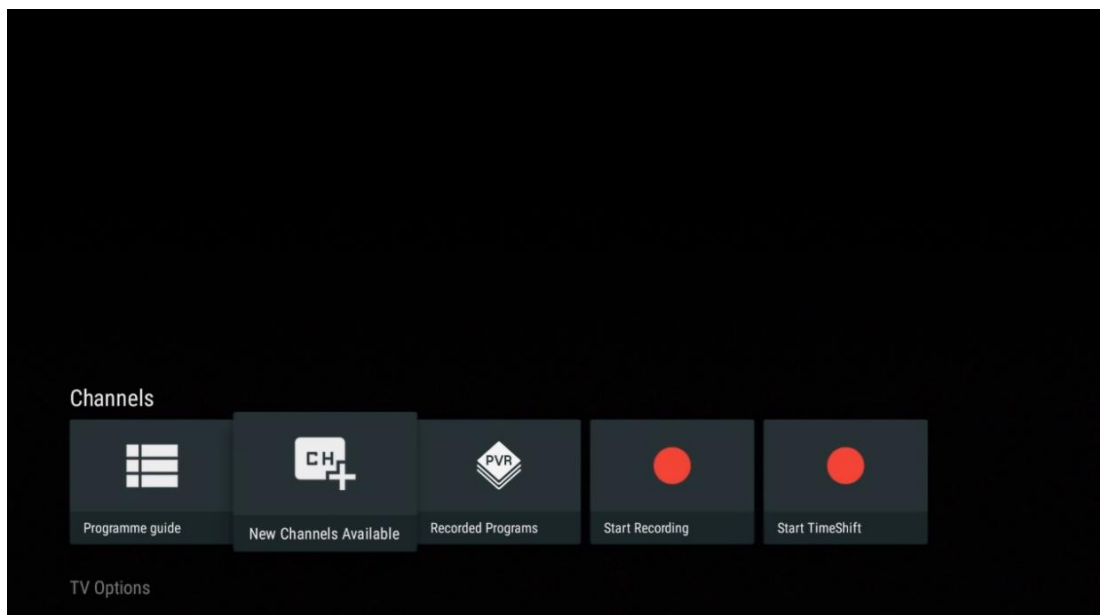 Channels
CH
PVR
Programme guide
New Channels Available
Recorded Programs
Start Recording
Start TimeShift
TV Options